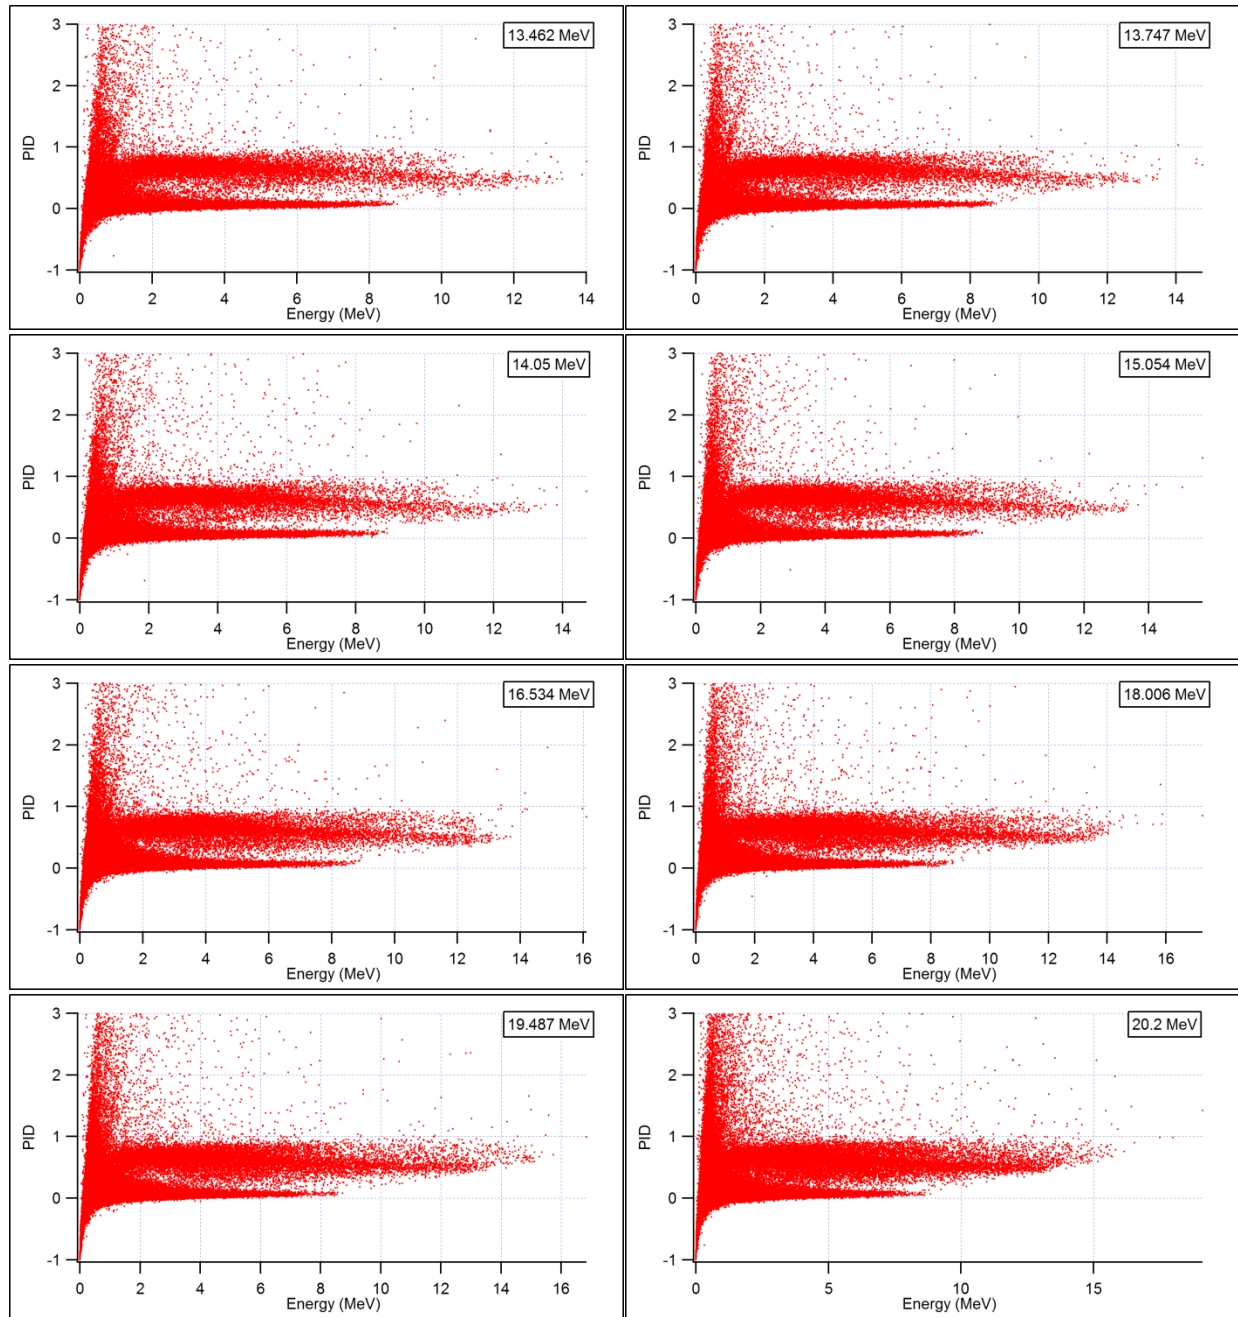 3
2
1
0
-1
PID
13.462 MeV
0 2 4 6 8 10 12 14
Energy (MeV)
3
2
1
0
-1
PID
13.747 MeV
0 2 4 6 8 10 12 14
Energy (MeV)
3
2
1
0
-1
PID
14.05 MeV
0 2 4 6 8 10 12 14
Energy (MeV)
3
2
1
0
-1
PID
15.054 MeV
0 2 4 6 8 10 12 14
Energy (MeV)
3
2
1
0
-1
PID
16.534 MeV
0 2 4 6 8 10 12 14 16
Energy (MeV)
3
2
1
0
-1
PID
18.006 MeV
0 2 4 6 8 10 12 14 16
Energy (MeV)
3
2
1
0
-1
PID
19.487 MeV
0 2 4 6 8 10 12 14 16
Energy (MeV)
3
2
1
0
-1
PID
20.2 MeV
0 5 10 15
Energy (MeV)